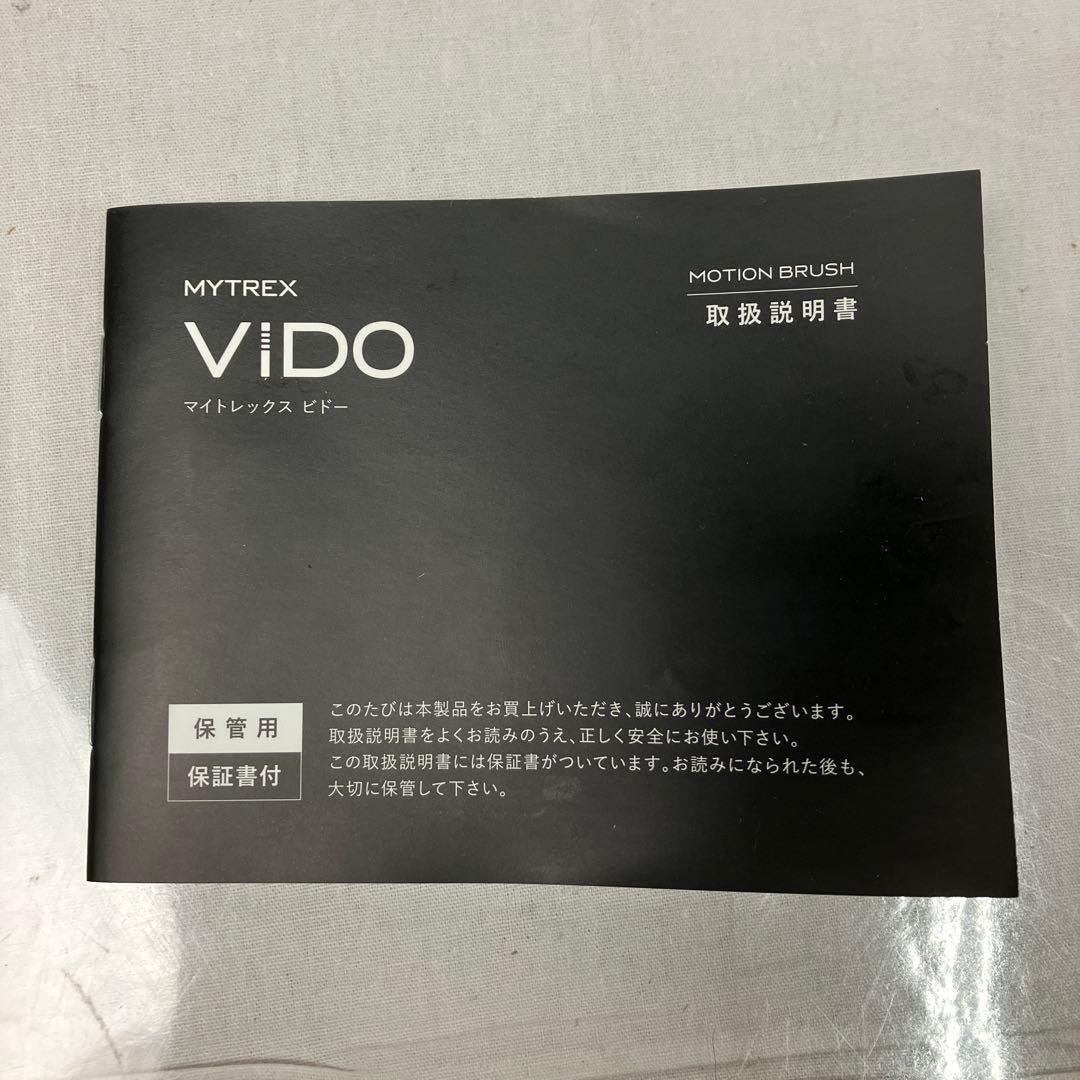 MYTREX
ViDO
マイトレックス ビドー
MOTION BRUSH
取扱説明書
保管用
保証書付
このたびは本製品をお買上げいただき、誠にありがとうございます。
取扱説明書をよくお読みのうえ、正しく安全にお使い下さい。
この取扱説明書には保証書がついています。お読みになられた後も、
大切に保管して下さい。